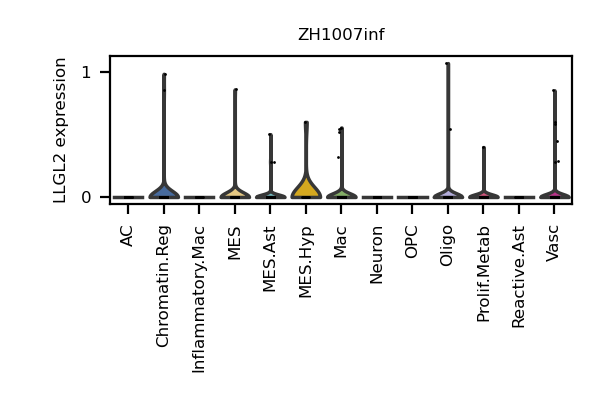 ZH1007inf
LLGL2 expression
1
0
AC
Chromatin.Reg
Inflammatory.Mac
MES
MES.Ast
MES.Hyp
Mac
Neuron
OPC
Oligo
Prolif.Metab
Reactive.Ast
Vasc